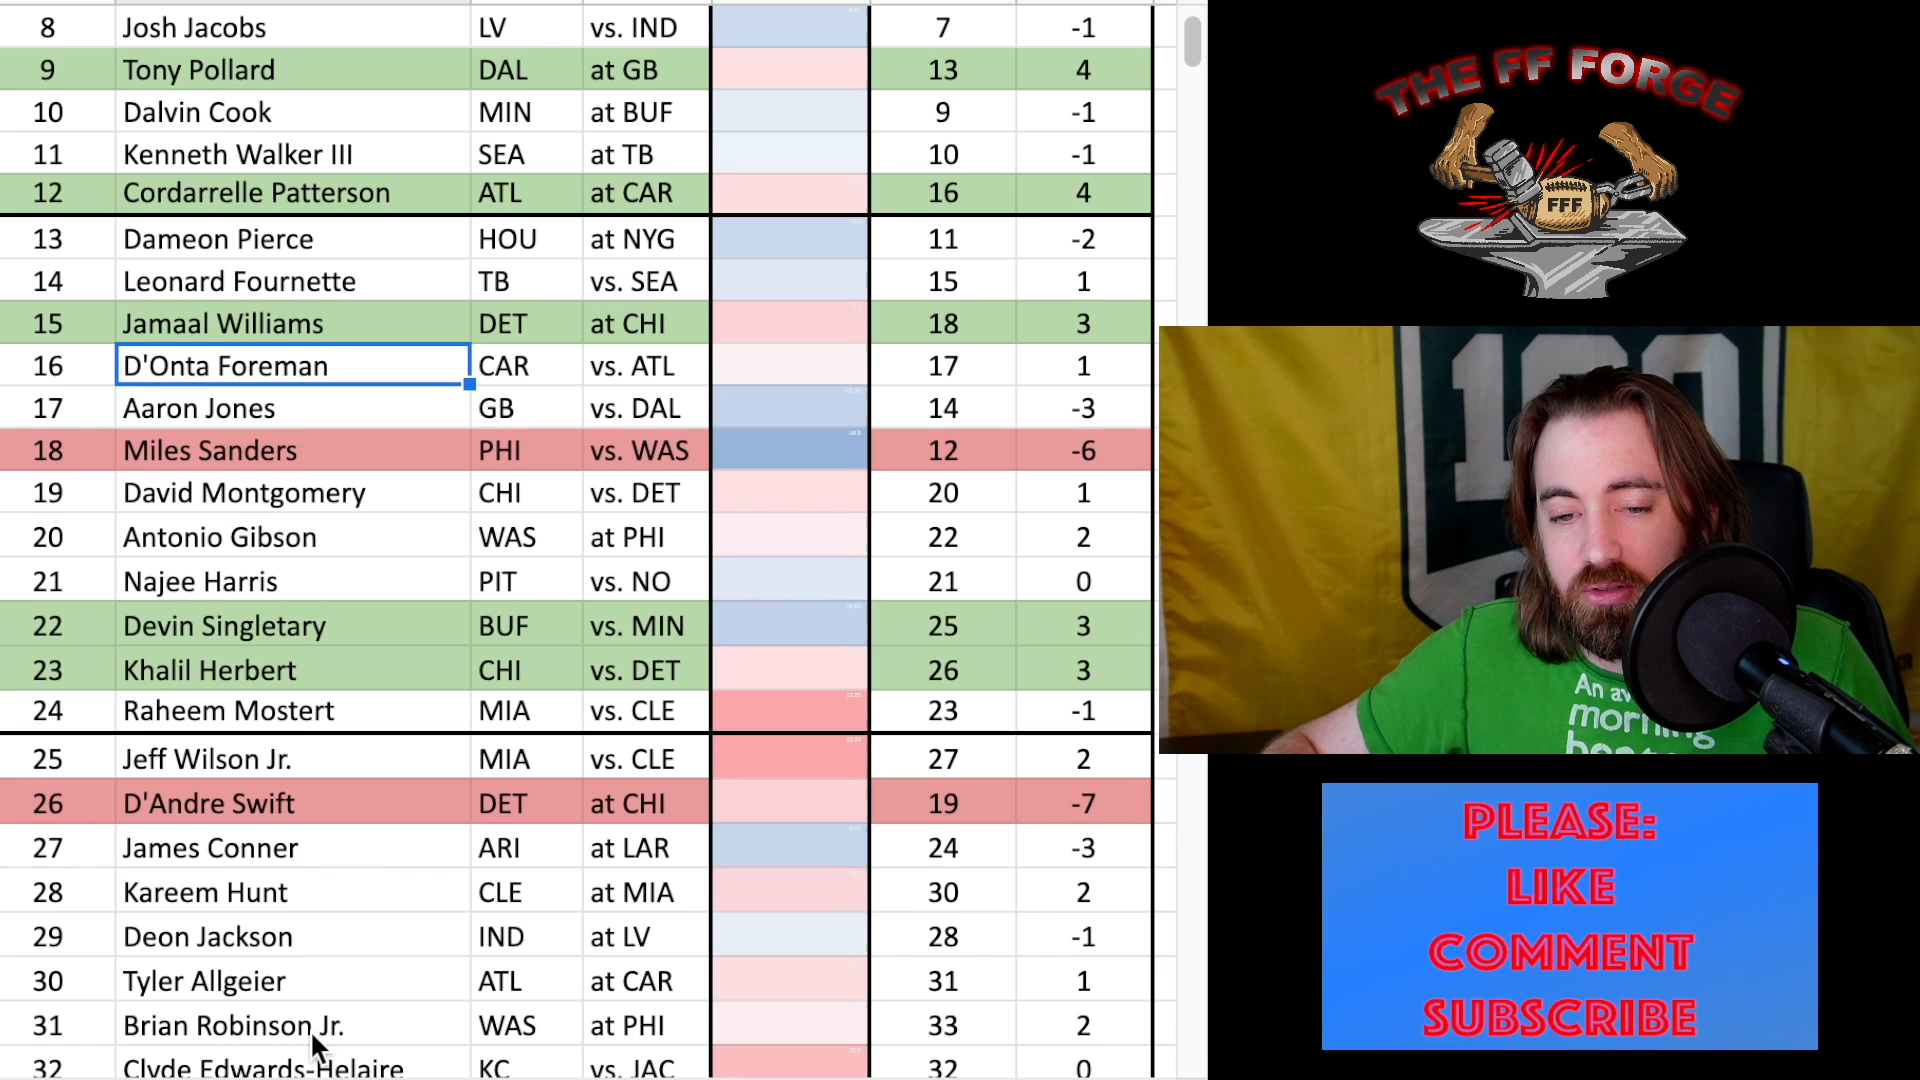 8 Josh Jacobs LV vs. IND 7 -1
9 Tony Pollard DAL at GB 13 4
10 Dalvin Cook MIN at BUF 9 -1
11 Kenneth Walker III SEA at TB 10 -1
12 Cordarrelle Patterson ATL at CAR 16 4
13 Dameon Pierce HOU at NYG 11 -2
14 Leonard Fournette TB vs. SEA 15 1
15 Jamaal Williams DET at CHI 18 3
16 D'Onta Foreman CAR vs. ATL 17 1
17 Aaron Jones GB vs. DAL 14 -3
18 Miles Sanders PHI vs. WAS 12 -6
19 David Montgomery CHI vs. DET 20 1
20 Antonio Gibson WAS at PHI 22 2
21 Najee Harris PIT vs. NO 21 0
22 Devin Singletary BUF vs. MIN 25 3
23 Khalil Herbert CHI vs. DET 26 3
24 Raheem Mostert MIA vs. CLE 23 -1
25 Jeff Wilson Jr. MIA vs. CLE 27 2
26 D'Andre Swift DET at CHI 19 -7
27 James Conner ARI at LAR 24 -3
28 Kareem Hunt CLE at MIA 30 2
29 Deon Jackson IND at LV 28 -1
30 Tyler Allgeier ATL at CAR 31 1
31 Brian Robinson Jr. WAS at PHI 33 2
32 Clyde Edwards-Helaire KC vs. JAC 32 0
THE FF FORGE
FFF
100
An
morning
PLEASE:
LIKE
COMMENT
SUBSCRIBE